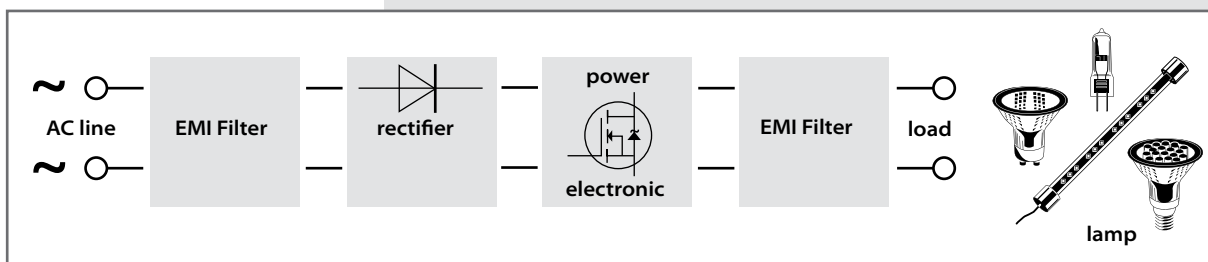 ~
AC line
~
EMI Filter
rectifier
power
electronic
EMI Filter
load
lamp